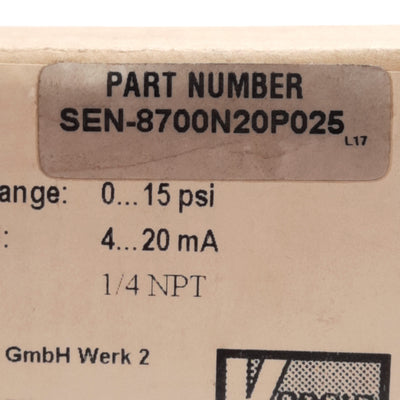 PART NUMBER
SEN-8700N20P025
L17
ange: 0...15 psi
: 4...20 mA
1/4 NPT
GmbH Werk 2